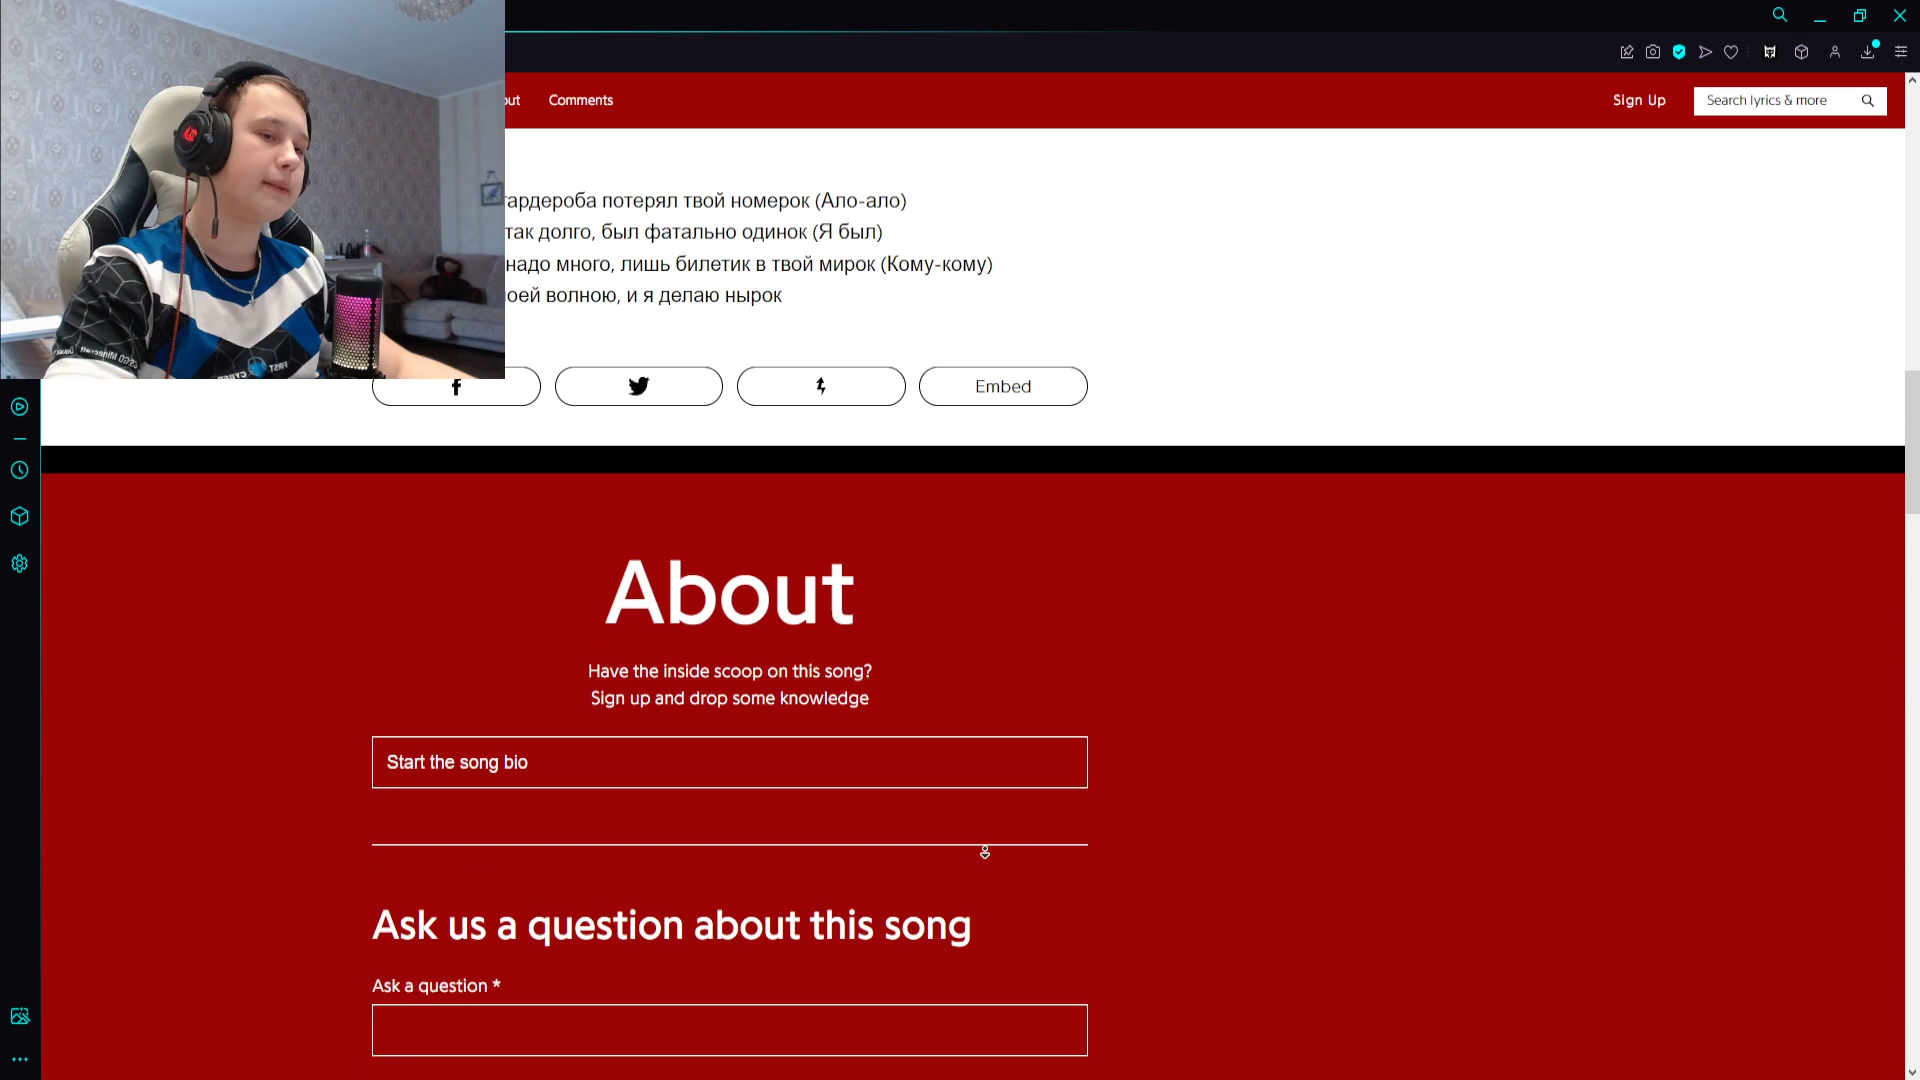 out Comments Sign Up Search lyrics & more
гардероба потерял твой номерок (Ало-ало)
так долго, был фатально одинок (Я был)
надо много, лишь билетик в твой мирок (Кому-кому)
моей волною, и я делаю нырок
Embed
About
Have the inside scoop on this song?
Sign up and drop some knowledge
Start the song bio
Ask us a question about this song
Ask a question *